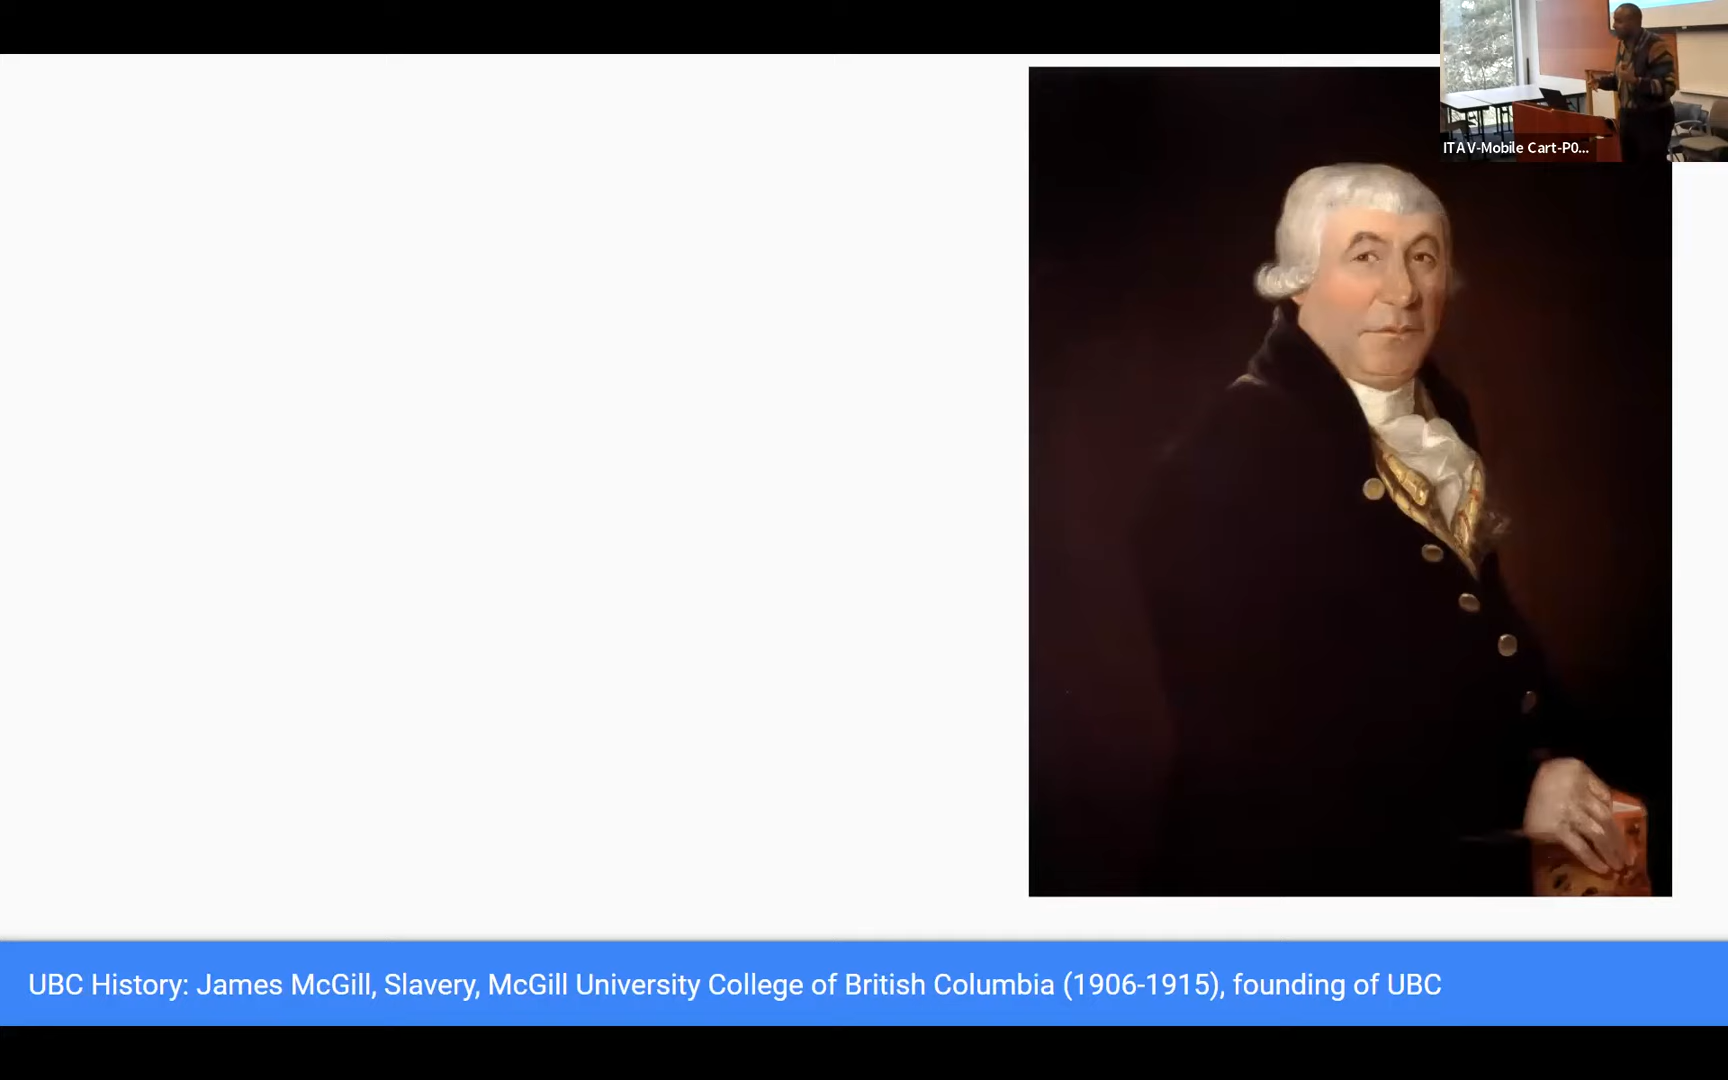 ITAV-Mobile Cart-P0...
UBC History: James McGill, Slavery, McGill University College of British Columbia (1906-1915), founding of UBC